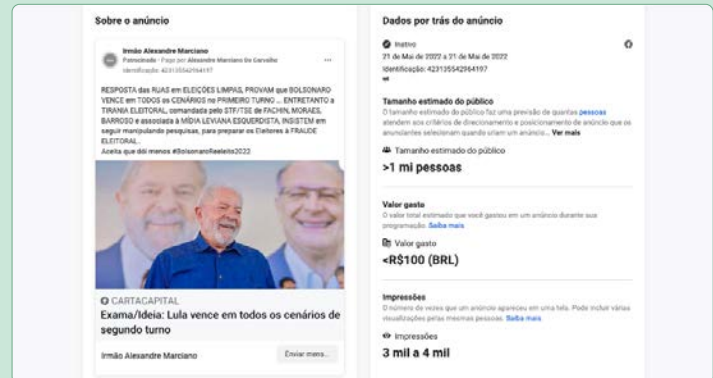 Sobre o anúncio
Irmão Alexandre Marciano
Patrocinado · Pago por Alexandre Marciano De Carvalho
Identificação: 423135542964197
RESPOSTA das RUAS em ELEIÇÕES LIMPAS, PROVAM que BOLSONARO
VENCE em TODOS os CENÁRIOS no PRIMEIRO TURNO ... ENTRETANTO a
TIRANIA ELEITORAL, comandada pelo STF/TSE de FACHIN, MORAES,
BARROSO e associada à MÍDIA LEVIANA ESQUERDISTA, INSISTEM em
seguir manipulando pesquisas, para preparar os Eleitores à FRAUDE
ELEITORAL..
Aceita que dói menos #BolsonaroReeleito2022
CARTACAPITAL
Exama/Ideia: Lula vence em todos os cenários de
segundo turno
Irmão Alexandre Marciano
Enviar mens...
Dados por trás do anúncio
Inativo
21 de Mai de 2022 a 21 de Mai de 2022
Identificação: 423135542964197
Tamanho estimado do público
O tamanho estimado do público faz uma previsão de quantas pessoas
atendem aos critérios de direcionamento e posicionamento de anúncio que os
anunciantes selecionam quando criam um anúncio... Ver mais
Tamanho estimado do público
>1 mi pessoas
Valor gasto
O valor total estimado que você gastou em um anúncio durante sua
programação. Saiba mais
Valor gasto
<R$100 (BRL)
Impressões
O número de vezes que um anúncio apareceu em uma tela. Pode incluir várias
visualizações pelas mesmas pessoas. Saiba mais
Impressões
3 mil a 4 mil